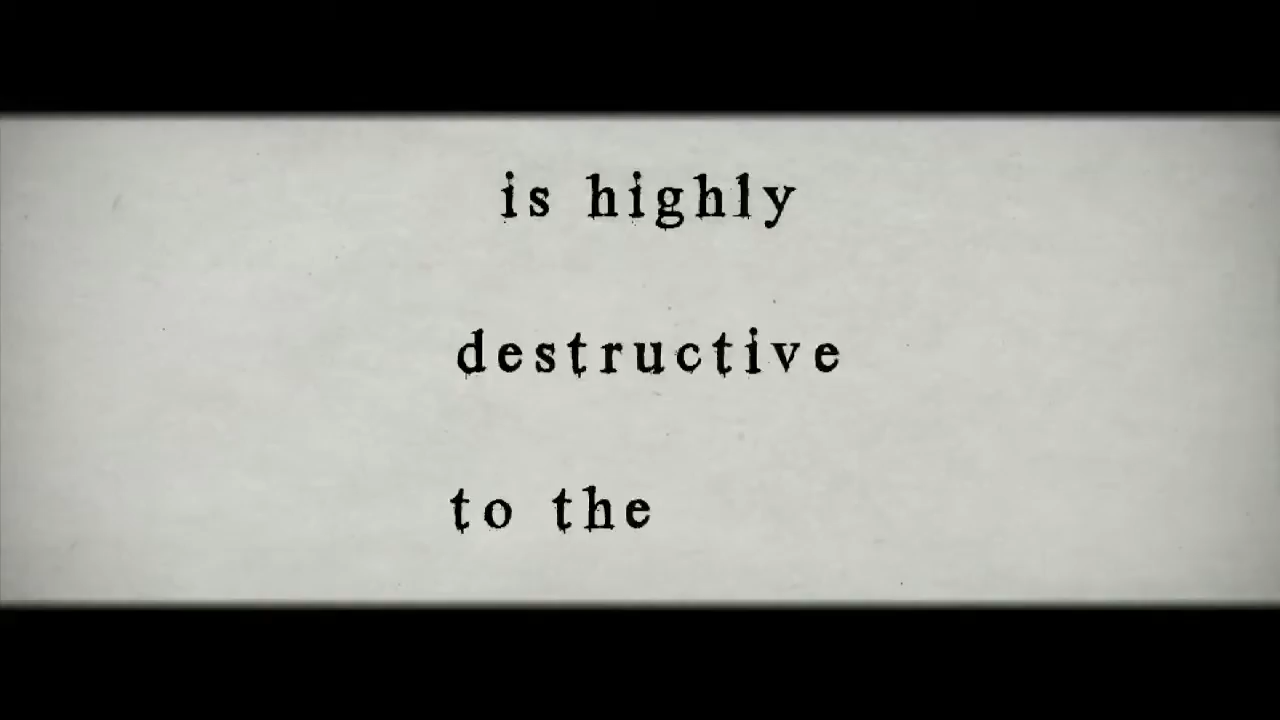 is highly
destructive
to the